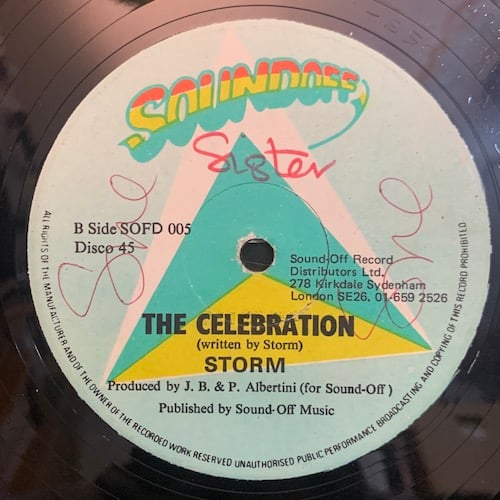 SOUNDOFF
Sister
B Side SOFD 005
Disco 45
Sound-Off Record
Distributors Ltd.
278 Kirkdale Sydenham
London SE26. 01-659 2526
THE CELEBRATION
(written by Storm)
STORM
Produced by J. B. & P. Albertini (for Sound-Off)
Published by Sound-Off Music
ALL RIGHTS OF THE MANUFACTURER AND OF THE OWNER OF THE RECORDED WORK RESERVED UNAUTHORISED PUBLIC PERFORMANCE BROADCASTING AND COPYING OF THIS RECORD PROHIBITED